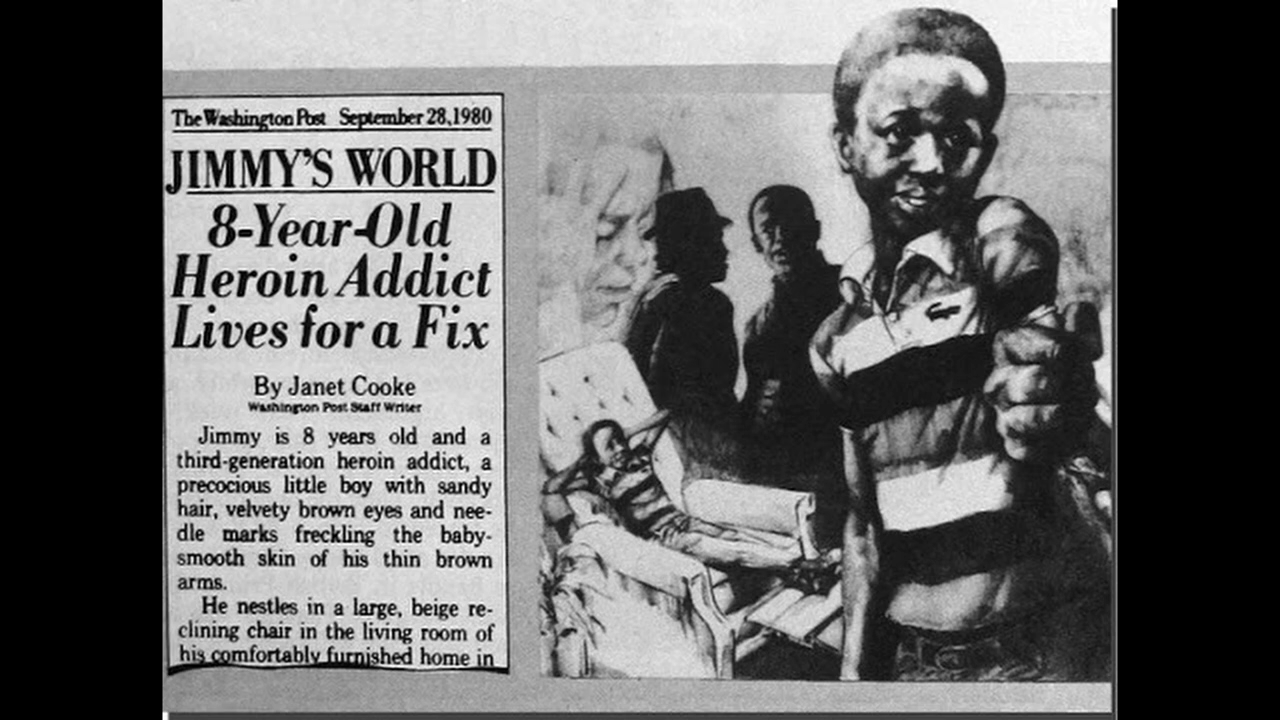 The Washington Post September 28, 1980
JIMMY'S WORLD
8-Year-Old
Heroin Addict
Lives for a Fix
By Janet Cooke
Washington Post Staff Writer
Jimmy is 8 years old and a
third-generation heroin addict, a
precocious little boy with sandy
hair, velvety brown eyes and nee-
dle marks freckling the baby-
smooth skin of his thin brown
arms.
He nestles in a large, beige re-
clining chair in the living room of
his comfortably furnished home in